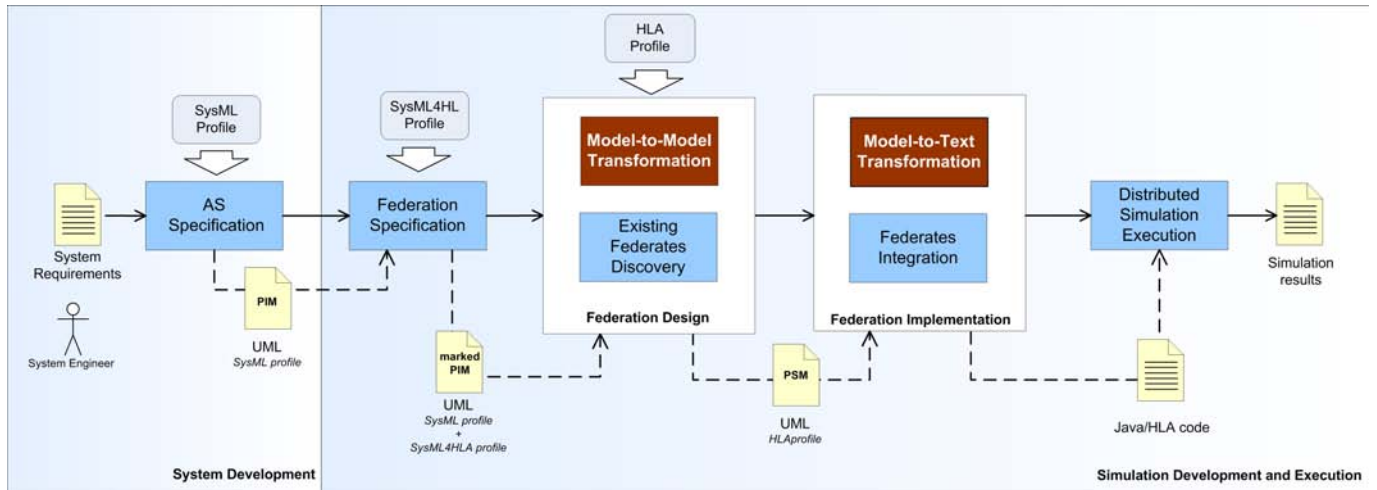 HLA
Profile
SysML
Profile
SysML4HL
Profile
Model-to-Model
Transformation
Model-to-Text
Transformation
AS
Specification
Federation
Specification
Existing
Federates
Discovery
Federates
Integration
Distributed
Simulation
Execution
System
Requirements
Simulation
results
Federation Design
Federation Implementation
PIM
UML
SysML profile
System Engineer
marked
PIM
UML
SysML profile
+
SysML4HLA profile
PSM
UML
HLAprofile
Java/HLA code
System Development
Simulation Development and Execution